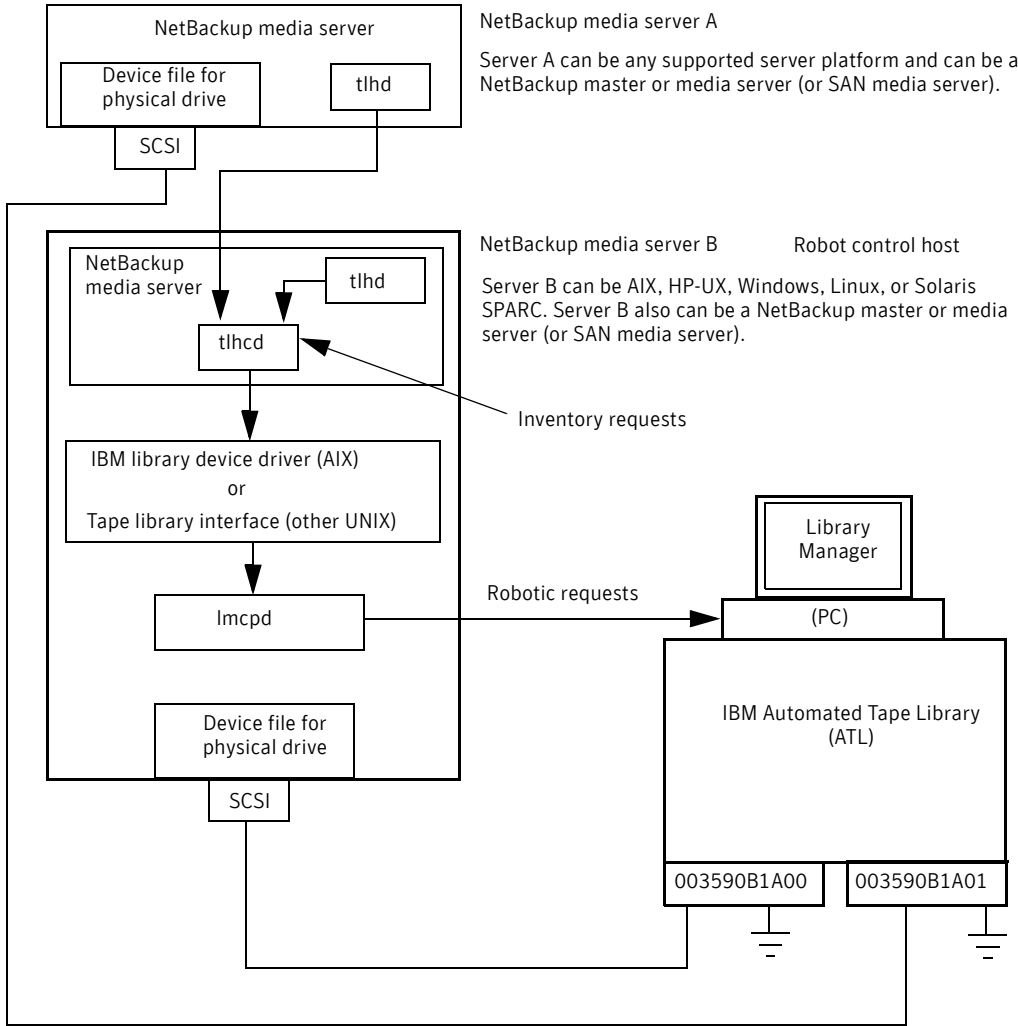 NetBackup media server
Device file for
physical drive
tlhd
SCSI
NetBackup media server A
Server A can be any supported server platform and can be a
NetBackup master or media server (or SAN media server).
NetBackup
media server
tlhd
tlhcd
NetBackup media server B
Robot control host
Server B can be AIX, HP-UX, Windows, Linux, or Solaris
SPARC. Server B also can be a NetBackup master or media
server (or SAN media server).
Inventory requests
IBM library device driver (AIX)
or
Tape library interface (other UNIX)
lmcpd
Robotic requests
Library
Manager
(PC)
IBM Automated Tape Library
(ATL)
Device file for
physical drive
SCSI
003590B1A00
003590B1A01